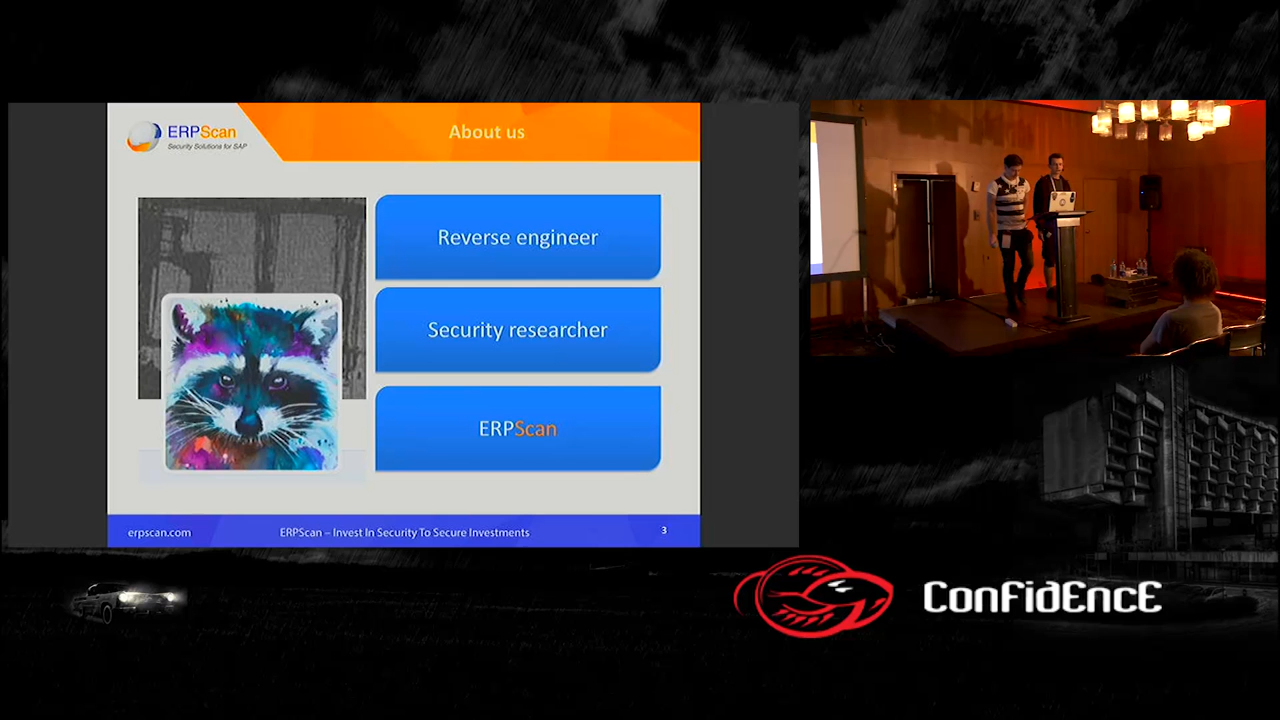 ERPScan
Security Solutions for SAP
About us
Reverse engineer
Security researcher
ERPScan
erpscan.com
ERPScan – Invest In Security To Secure Investments
3
ConFidEncE